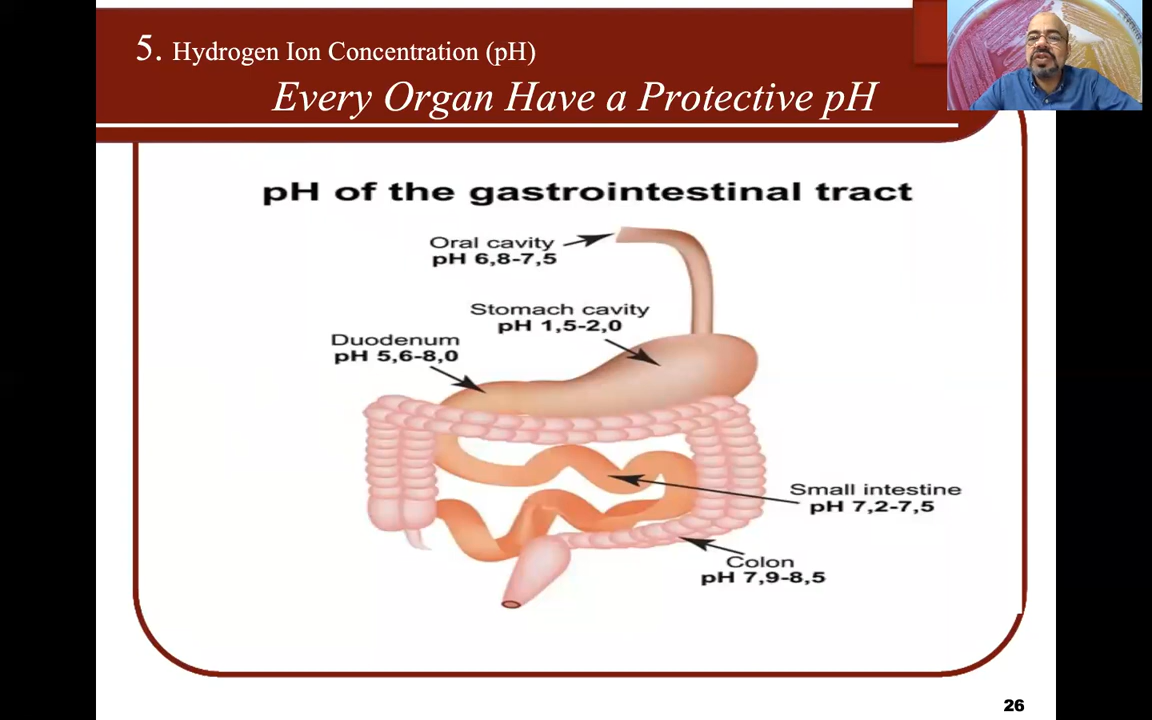 5. Hydrogen Ion Concentration (pH)
Every Organ Have a Protective pH
pH of the gastrointestinal tract
Oral cavity
pH 6,8-7,5
Stomach cavity
pH 1,5-2,0
Duodenum
pH 5,6-8,0
Small intestine
pH 7,2-7,5
Colon
pH 7,9-8,5
26